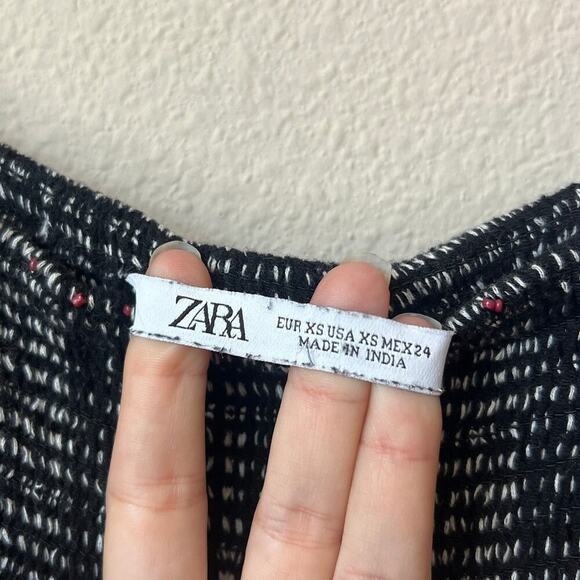 ZARA
EUR XS USA XS MEX 24
MADE IN INDIA